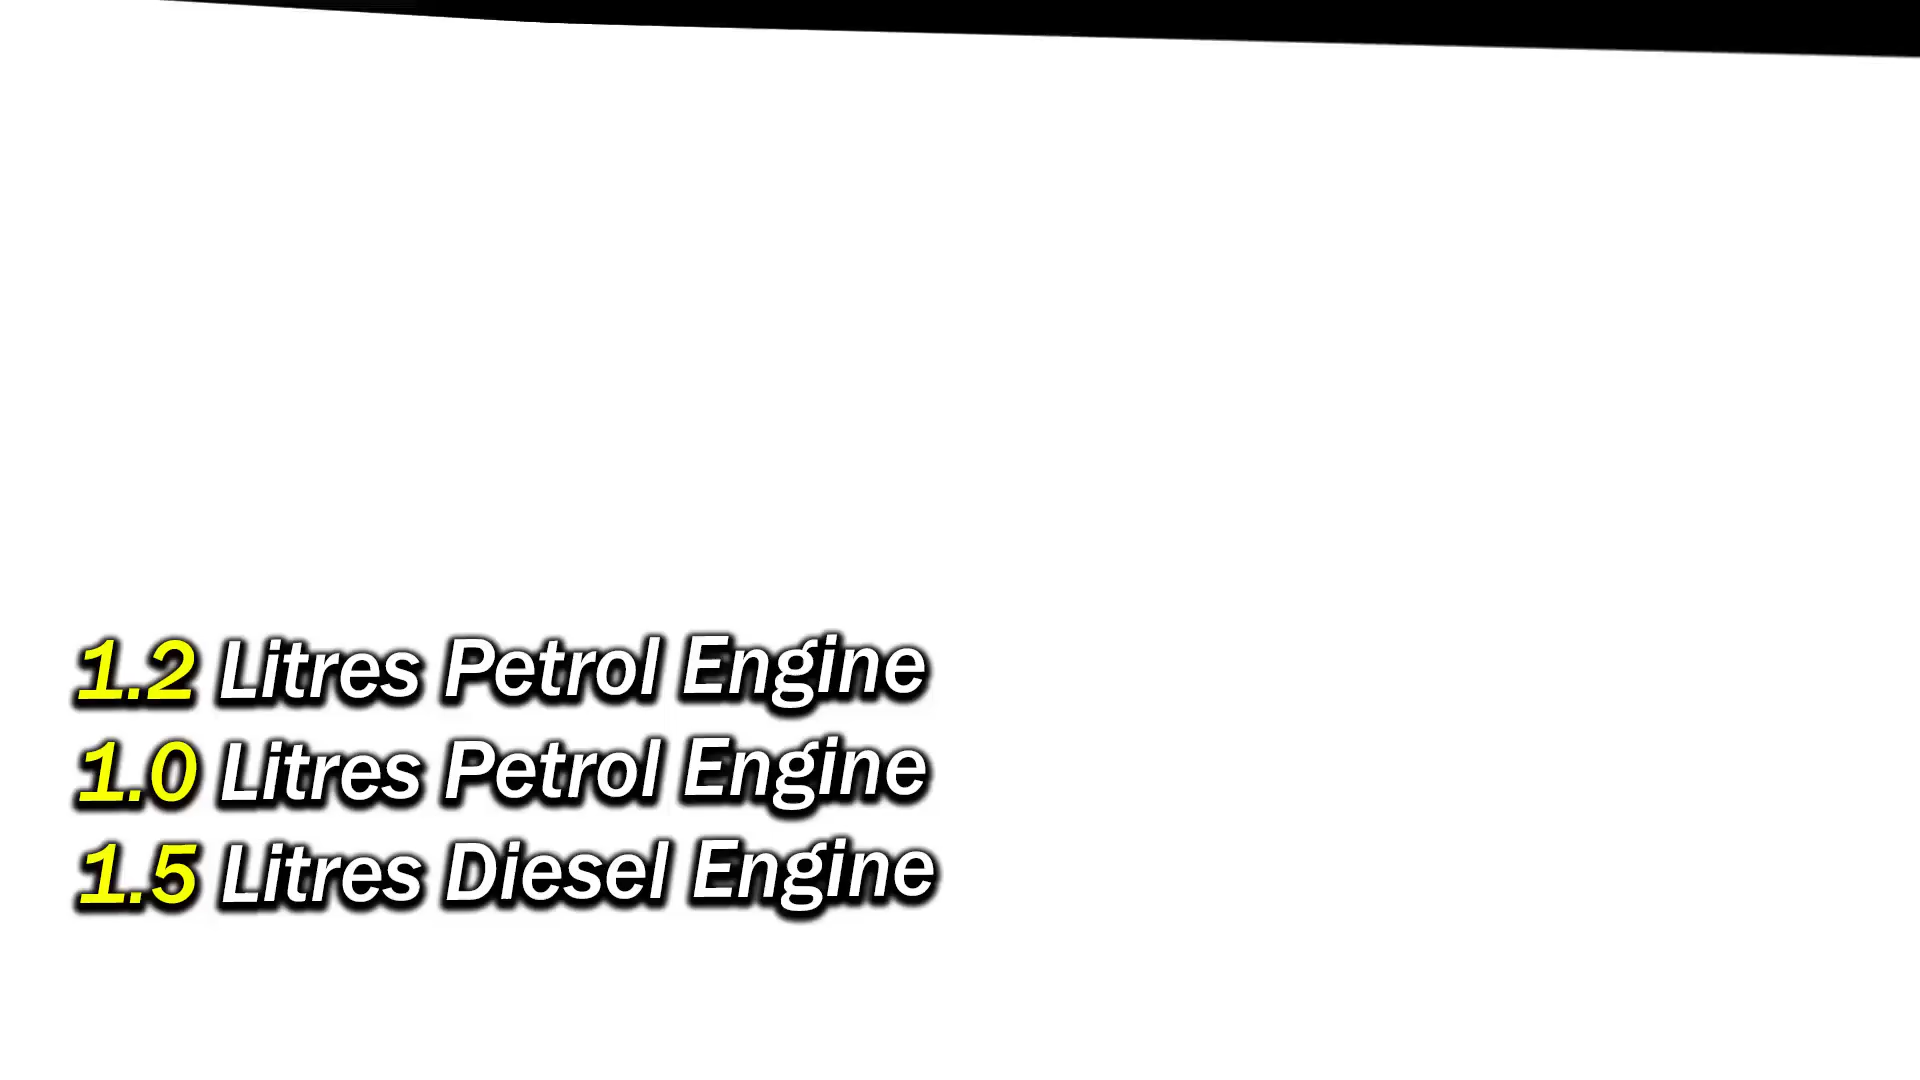 1.2 Litres Petrol Engine
1.0 Litres Petrol Engine
1.5 Litres Diesel Engine